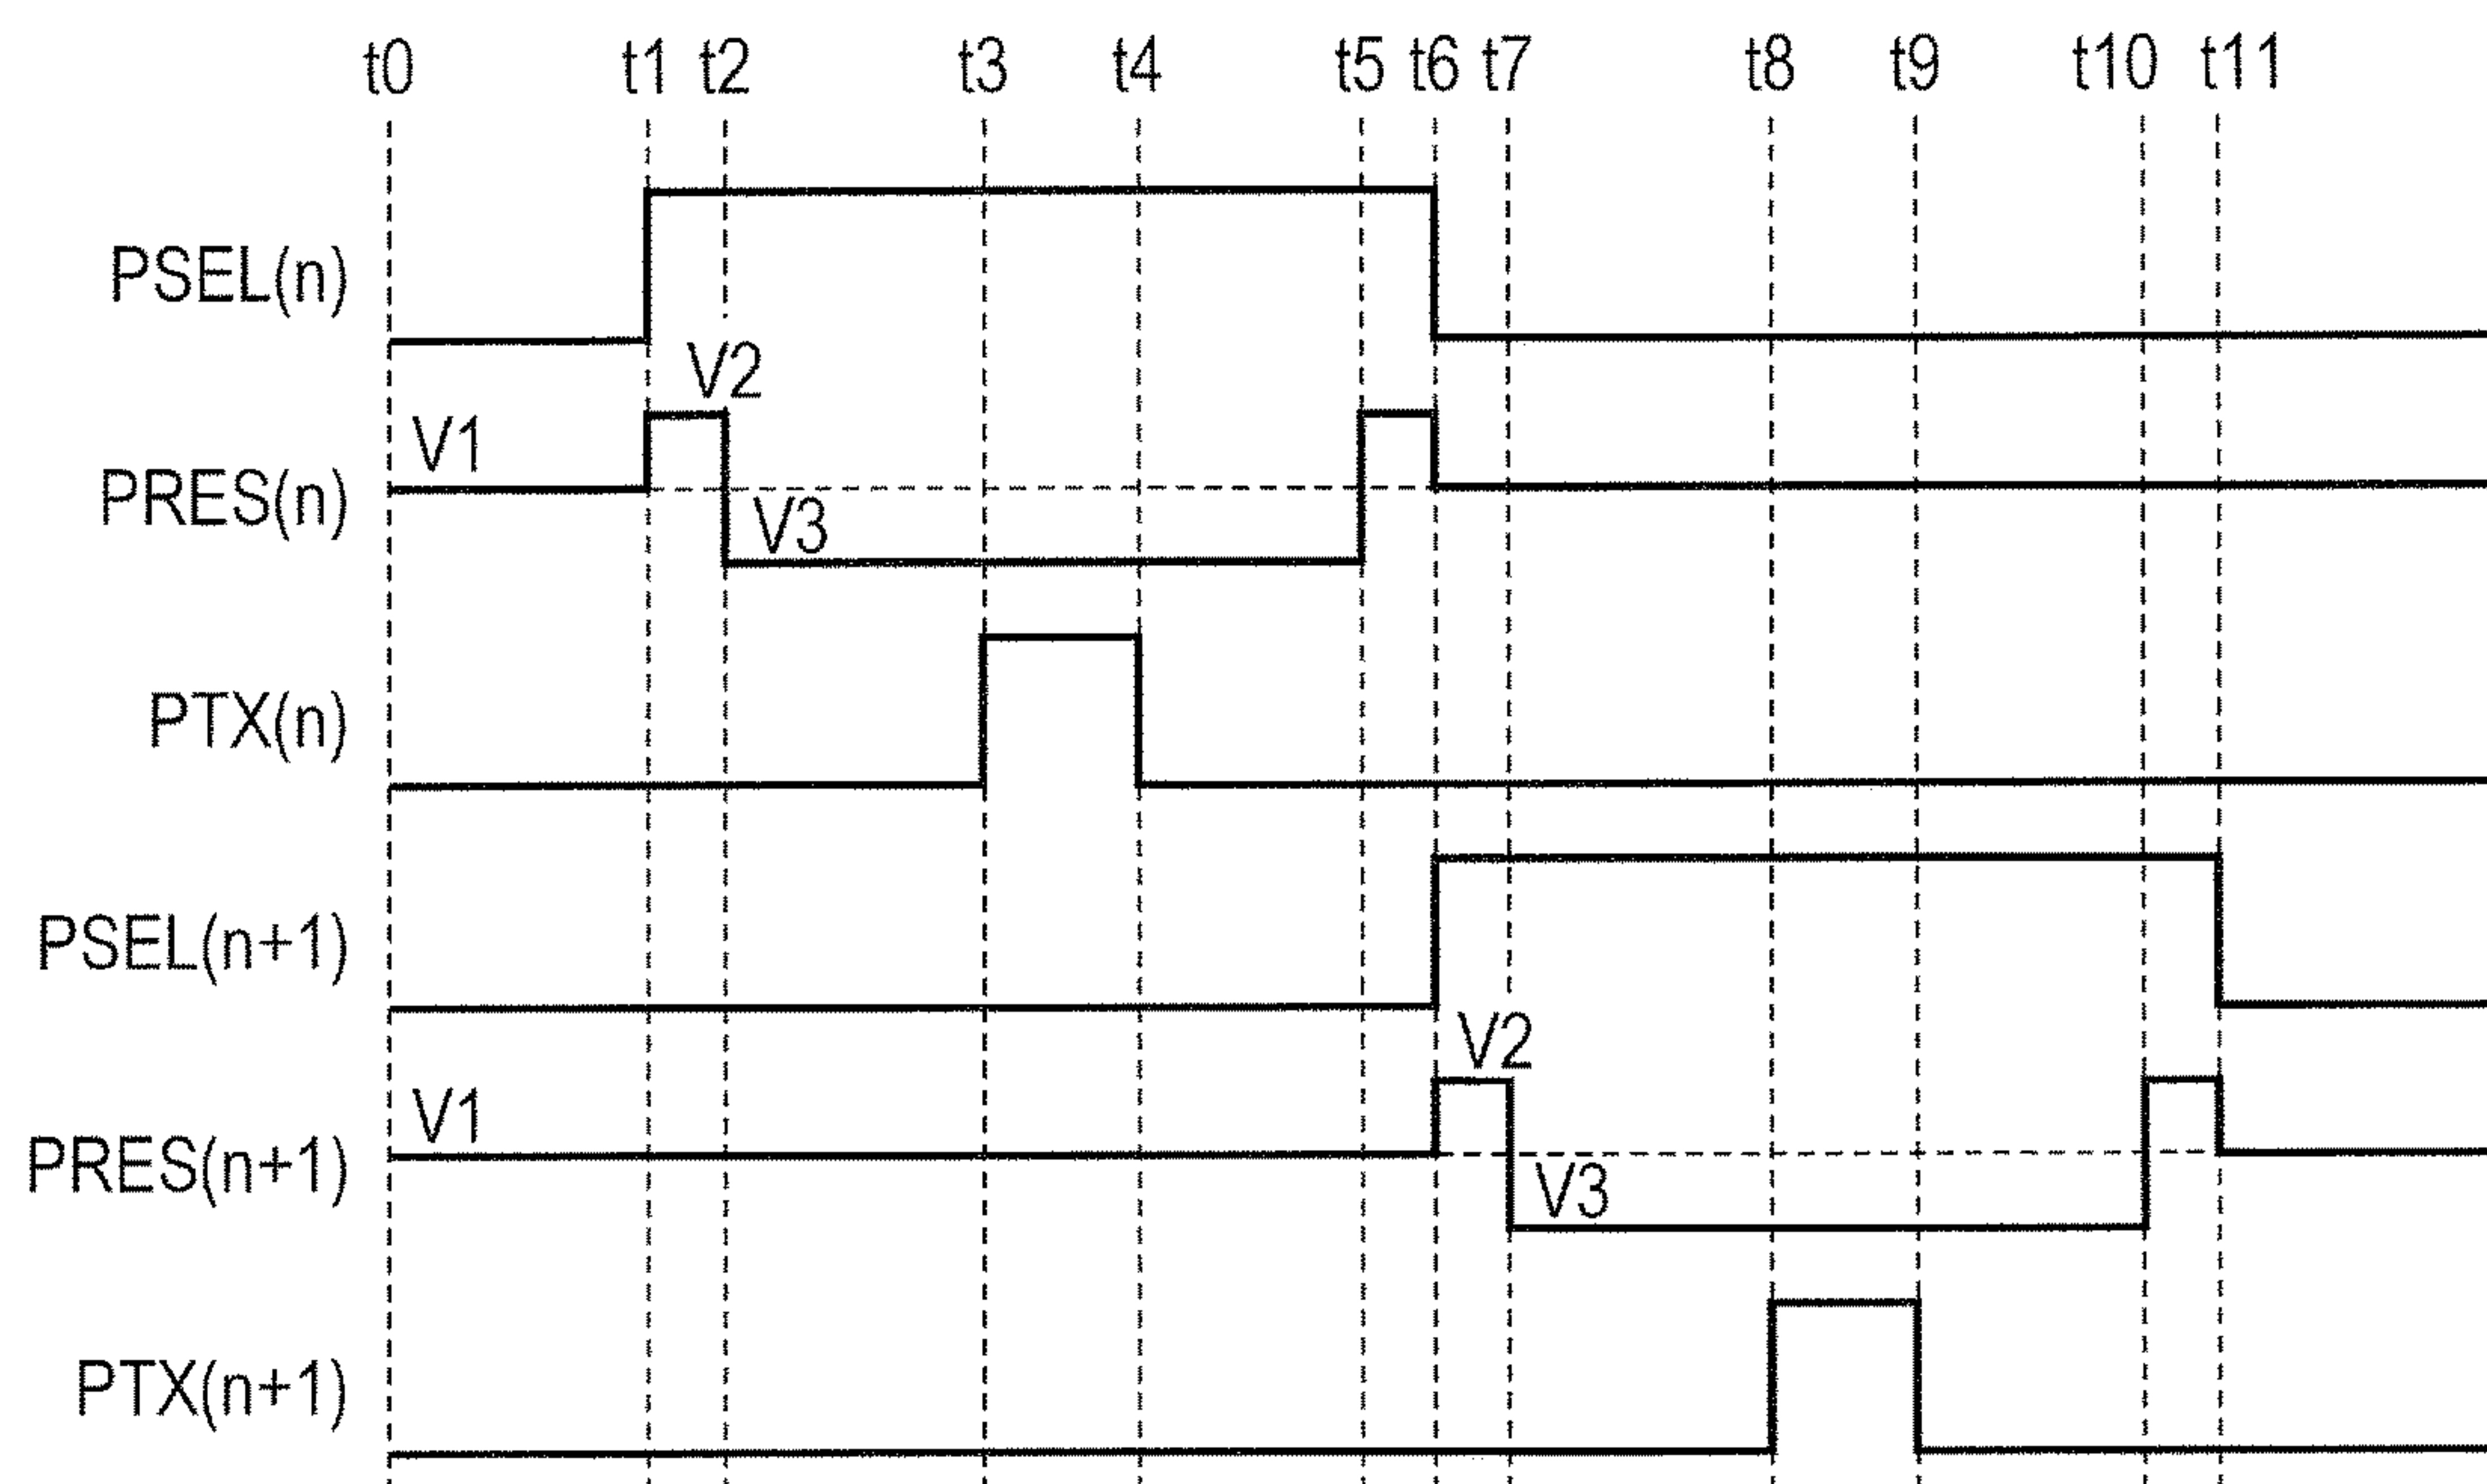 t0 t1 t2 t3 t4 t5 t6 t7 t8 t9 t10 t11
PSEL(n)
V2
V1
PRES(n)
V3
PTX(n)
PSEL(n+1)
V2
V1
PRES(n+1)
V3
PTX(n+1)